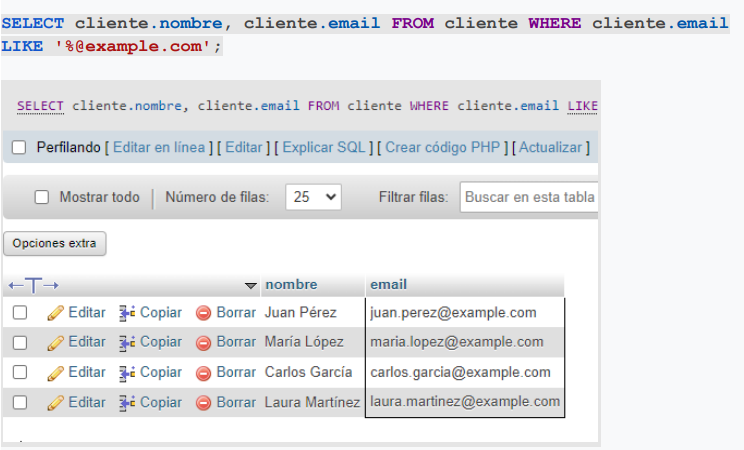 SELECT cliente.nombre, cliente.email FROM cliente WHERE cliente.email
LIKE '%@example.com';
SELECT cliente.nombre, cliente.email FROM cliente WHERE cliente.email LIKE
Perfilando [ Editar en línea ] [ Editar ] [ Explicar SQL ] [ Crear código PHP ] [ Actualizar ]
Mostrar todo | Número de filas: 25 Filtrar filas: Buscar en esta tabla
Opciones extra
nombre email
Editar Copiar Borrar Juan Pérez juan.perez@example.com
Editar Copiar Borrar María López maria.lopez@example.com
Editar Copiar Borrar Carlos García carlos.garcia@example.com
Editar Copiar Borrar Laura Martínez laura.martinez@example.com